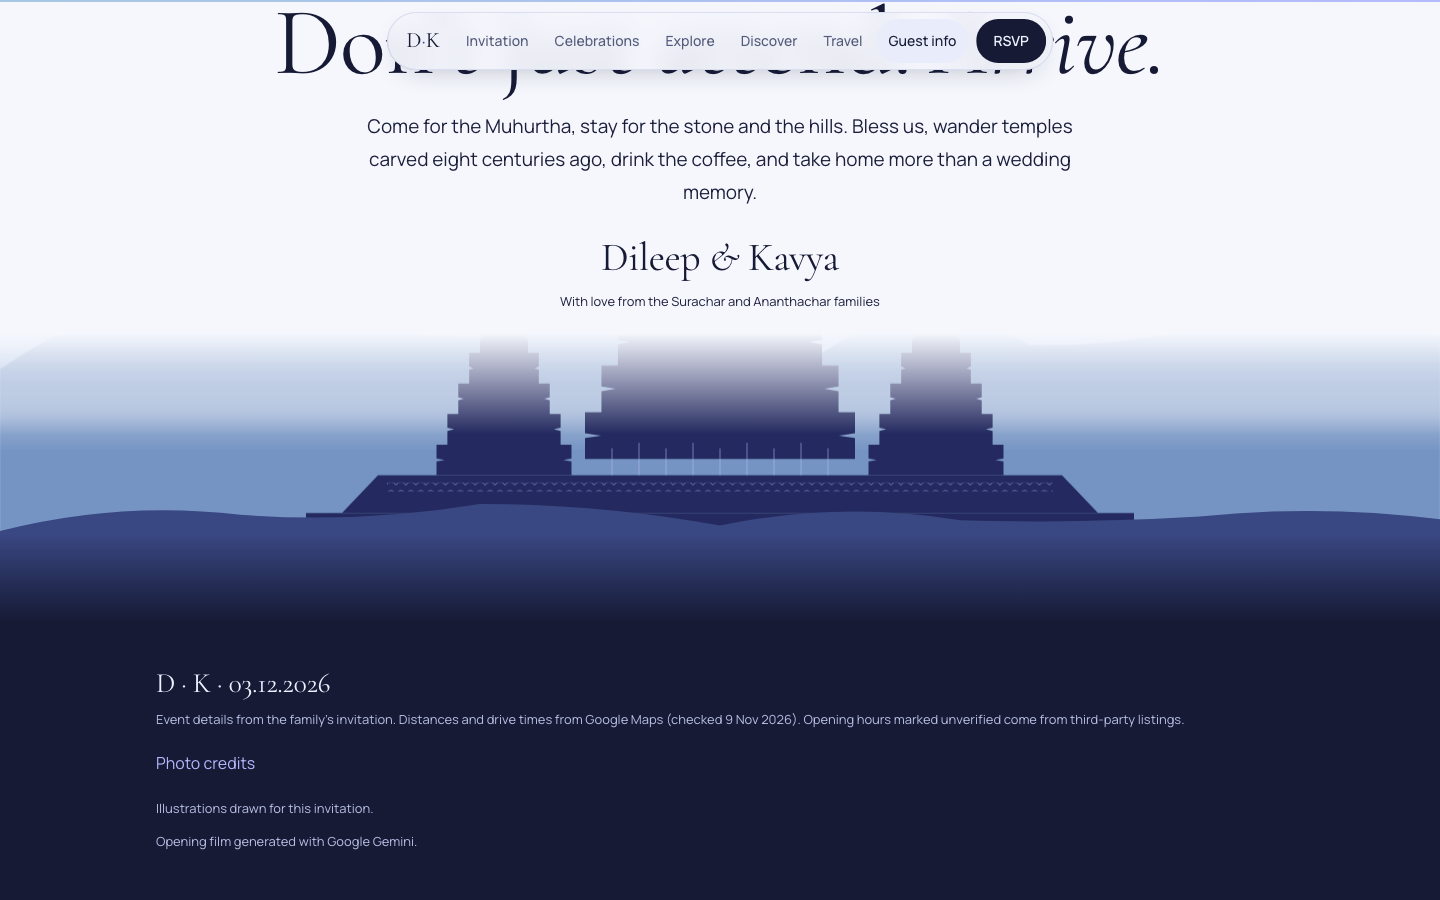 D·K Invitation Celebrations Explore Discover Travel Guest info RSVP
Don't just attend. Arrive.
Come for the Muhurtha, stay for the stone and the hills. Bless us, wander temples
carved eight centuries ago, drink the coffee, and take home more than a wedding
memory.
Dileep & Kavya
With love from the Surachar and Ananthachar families
D · K · 03.12.2026
Event details from the family's invitation. Distances and drive times from Google Maps (checked 9 Nov 2026). Opening hours marked unverified come from third-party listings.
Photo credits
Illustrations drawn for this invitation.
Opening film generated with Google Gemini.